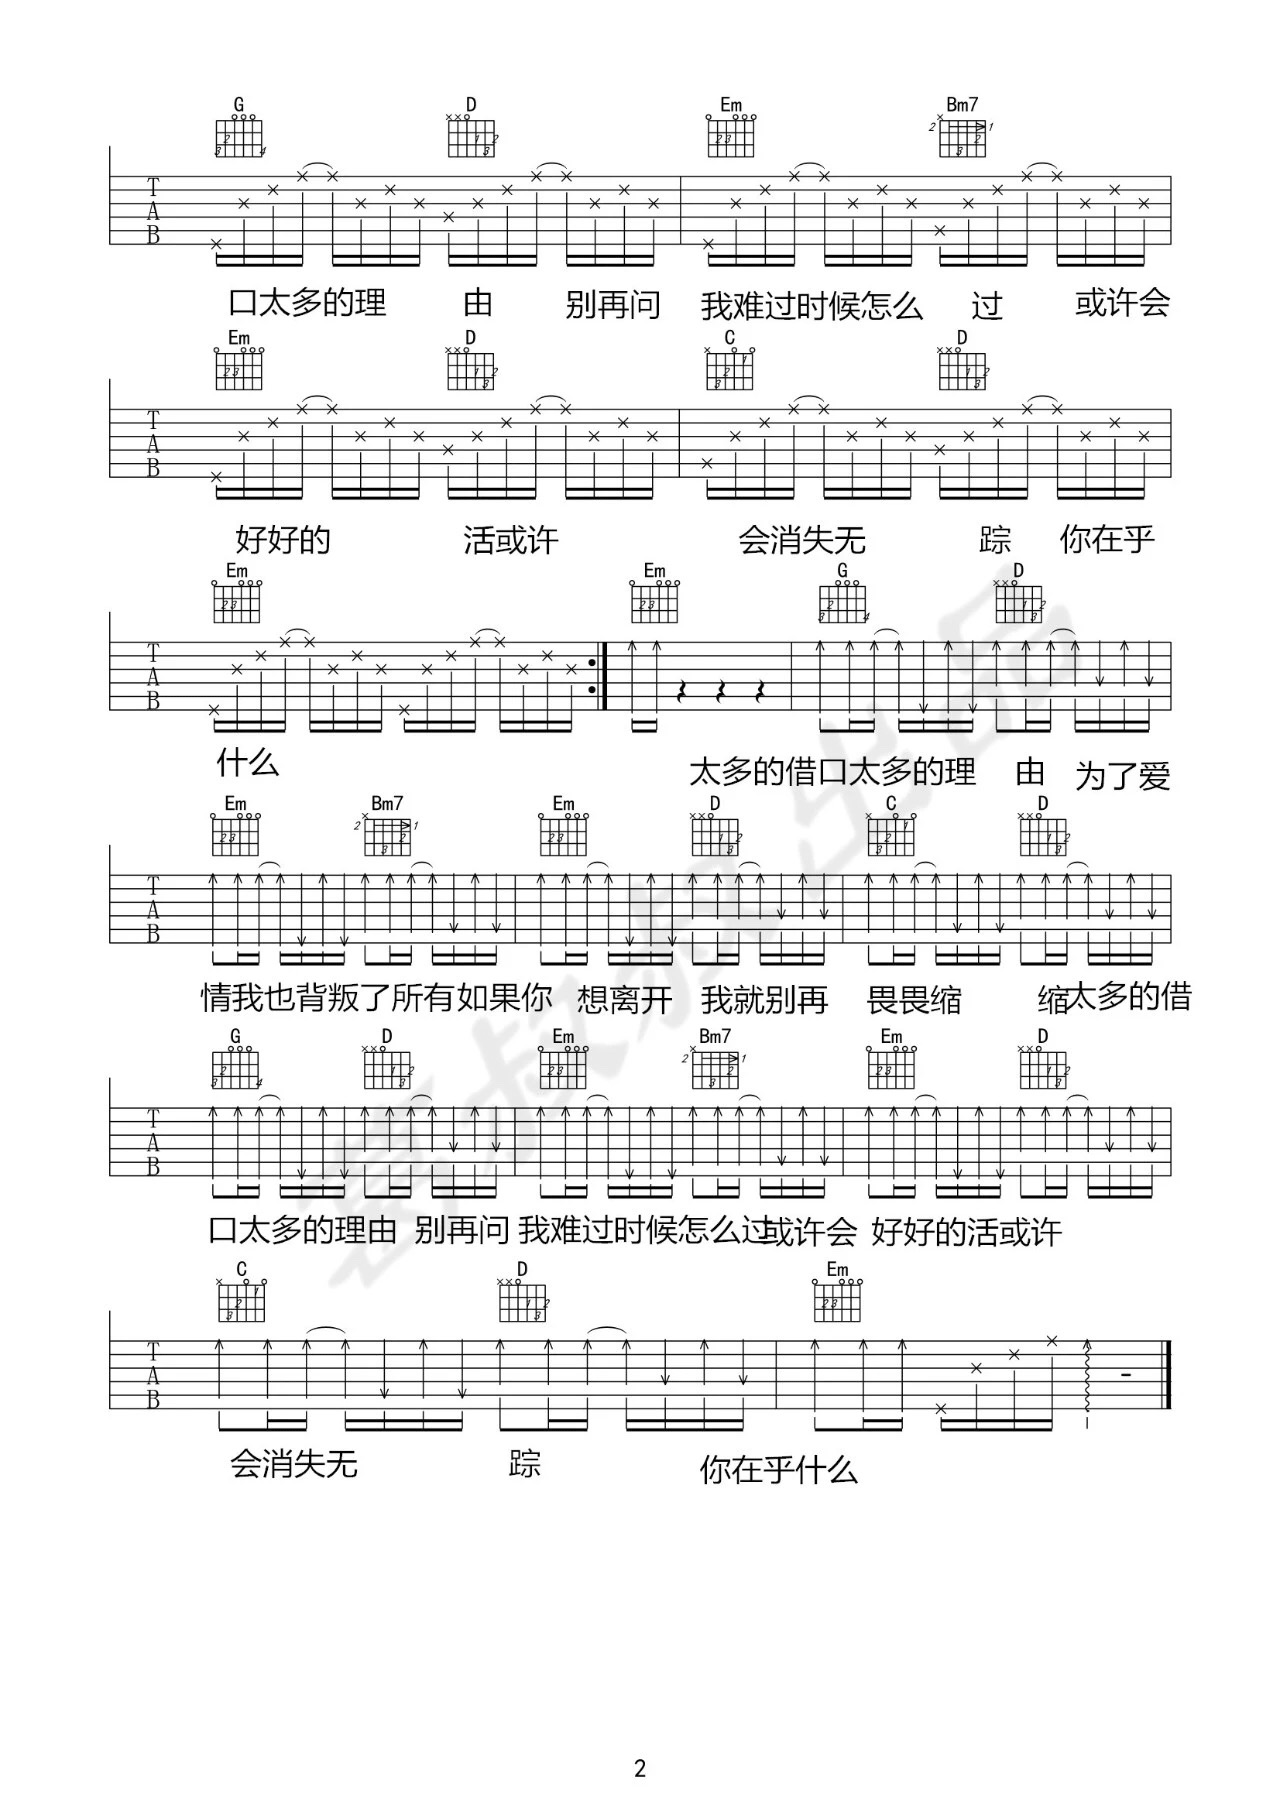 G D Em Bm7
口太多的理 由 别再问 我难过时候怎么 过 或许会
Em D C D
好好的 活或许 会消失无 踪 你在乎
Em Em G D
什么 太多的借口太多的理 由 为了爱
Em Bm7 Em D C D
情我也背叛了所有如果你 想离开 我就别再 畏畏缩 缩太多的借
G D Em Bm7 Em D
口太多的理由 别再问 我难过时候怎么过或许会 好好的活或许
C D Em
会消失无 踪 你在乎什么
葛叔叔出品
2